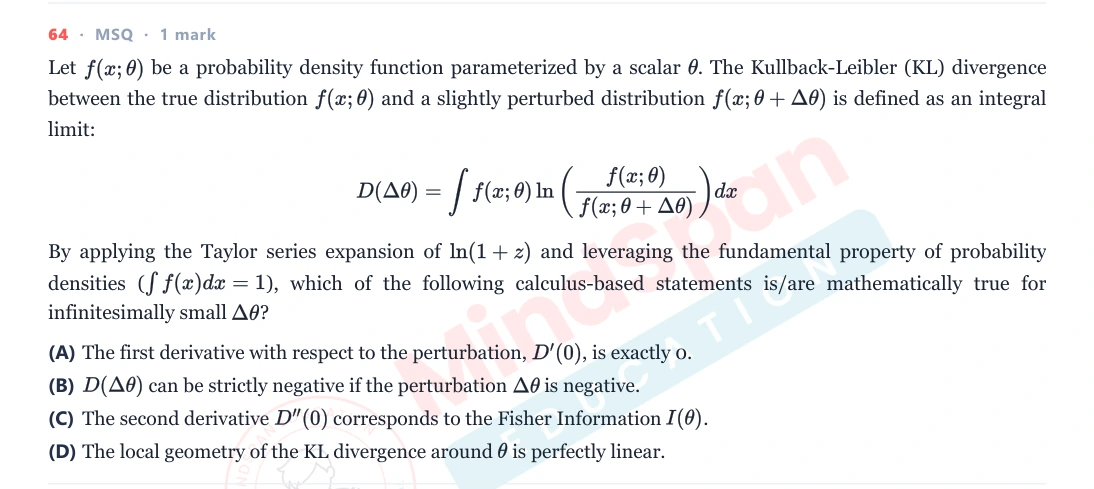 64 · MSQ · 1 mark
Let f(x; θ) be a probability density function parameterized by a scalar θ. The Kullback-Leibler (KL) divergence
between the true distribution f(x; θ) and a slightly perturbed distribution f(x; θ + Δθ) is defined as an integral
limit:
D(Δθ) = ∫ f(x; θ) ln ( f(x; θ) / f(x; θ + Δθ) ) dx
By applying the Taylor series expansion of ln(1 + z) and leveraging the fundamental property of probability
densities (∫ f(x)dx = 1), which of the following calculus-based statements is/are mathematically true for
infinitesimally small Δθ?
(A) The first derivative with respect to the perturbation, D′(0), is exactly 0.
(B) D(Δθ) can be strictly negative if the perturbation Δθ is negative.
(C) The second derivative D″(0) corresponds to the Fisher Information I(θ).
(D) The local geometry of the KL divergence around θ is perfectly linear.
Mindspan
EDUCATION